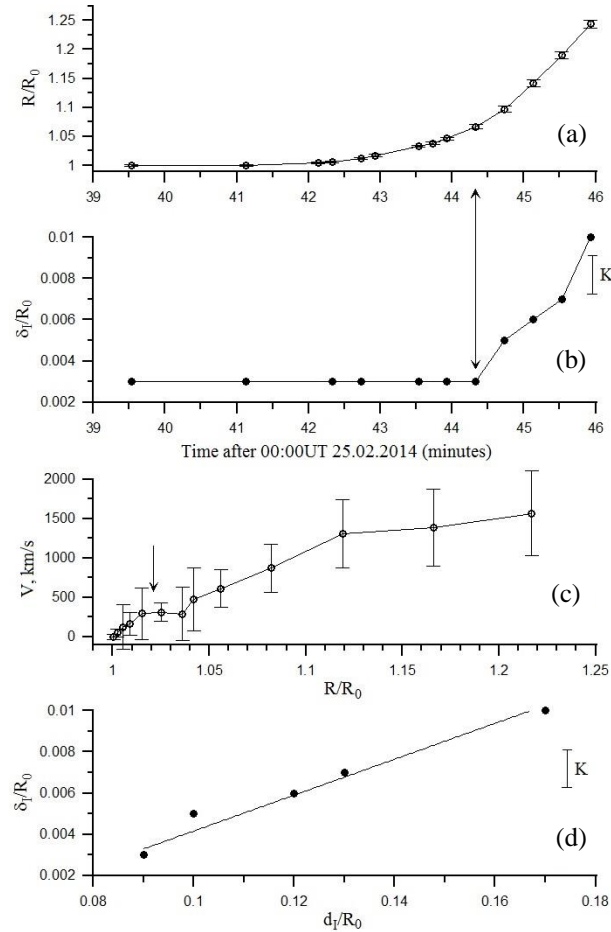 1.25
1.2
1.15
1.1
1.05
1
R/R0
(a)
39 40 41 42 43 44 45 46
0.01
0.008
0.006
0.004
0.002
δI/R0
K
(b)
39 40 41 42 43 44 45 46
Time after 00:00UT 25.02.2014 (minutes)
2000
1500
1000
500
0
V, km/s
(c)
1 1.05 1.1 1.15 1.2 1.25
R/R0
0.01
0.008
0.006
0.004
0.002
δI/R0
K
(d)
0.08 0.1 0.12 0.14 0.16 0.18
dI/R0